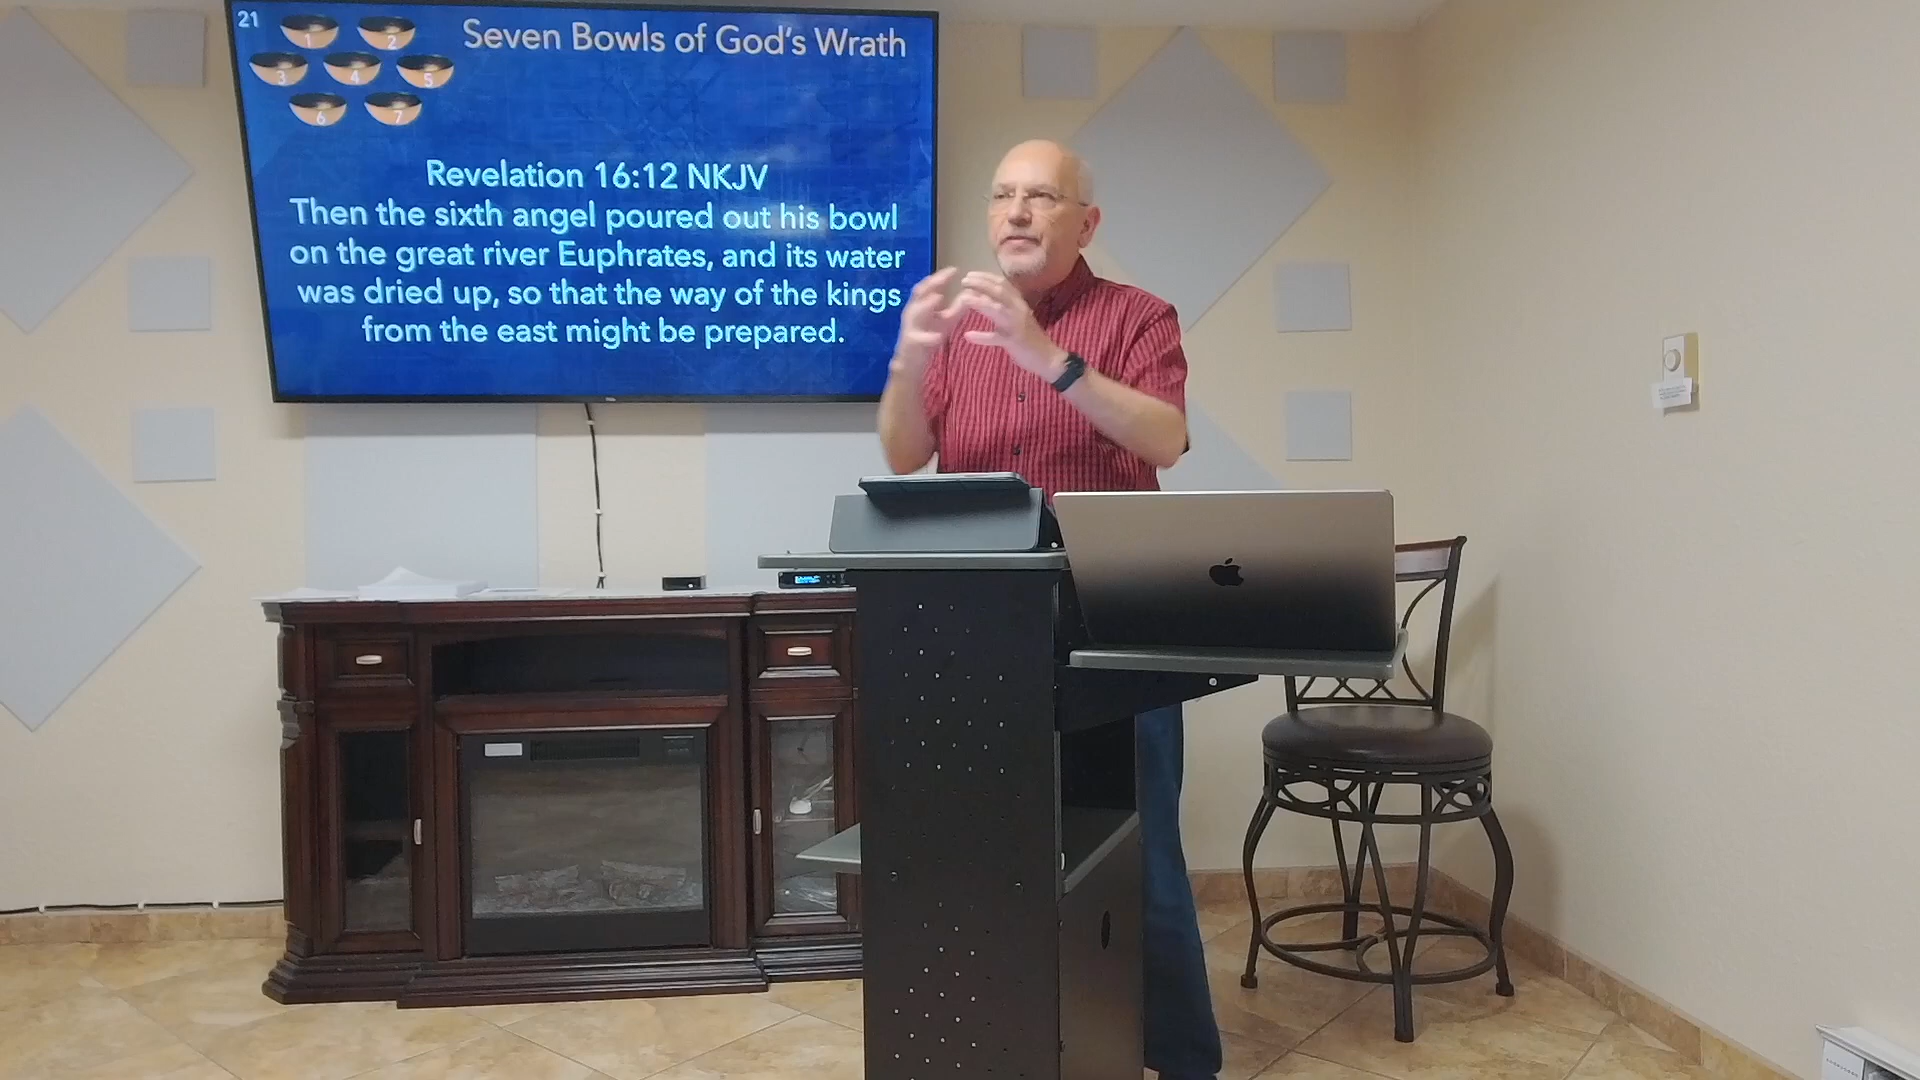 21
Seven Bowls of God's Wrath
1
2
3
4
5
6
7
Revelation 16:12 NKJV
Then the sixth angel poured out his bowl
on the great river Euphrates, and its water
was dried up, so that the way of the kings
from the east might be prepared.